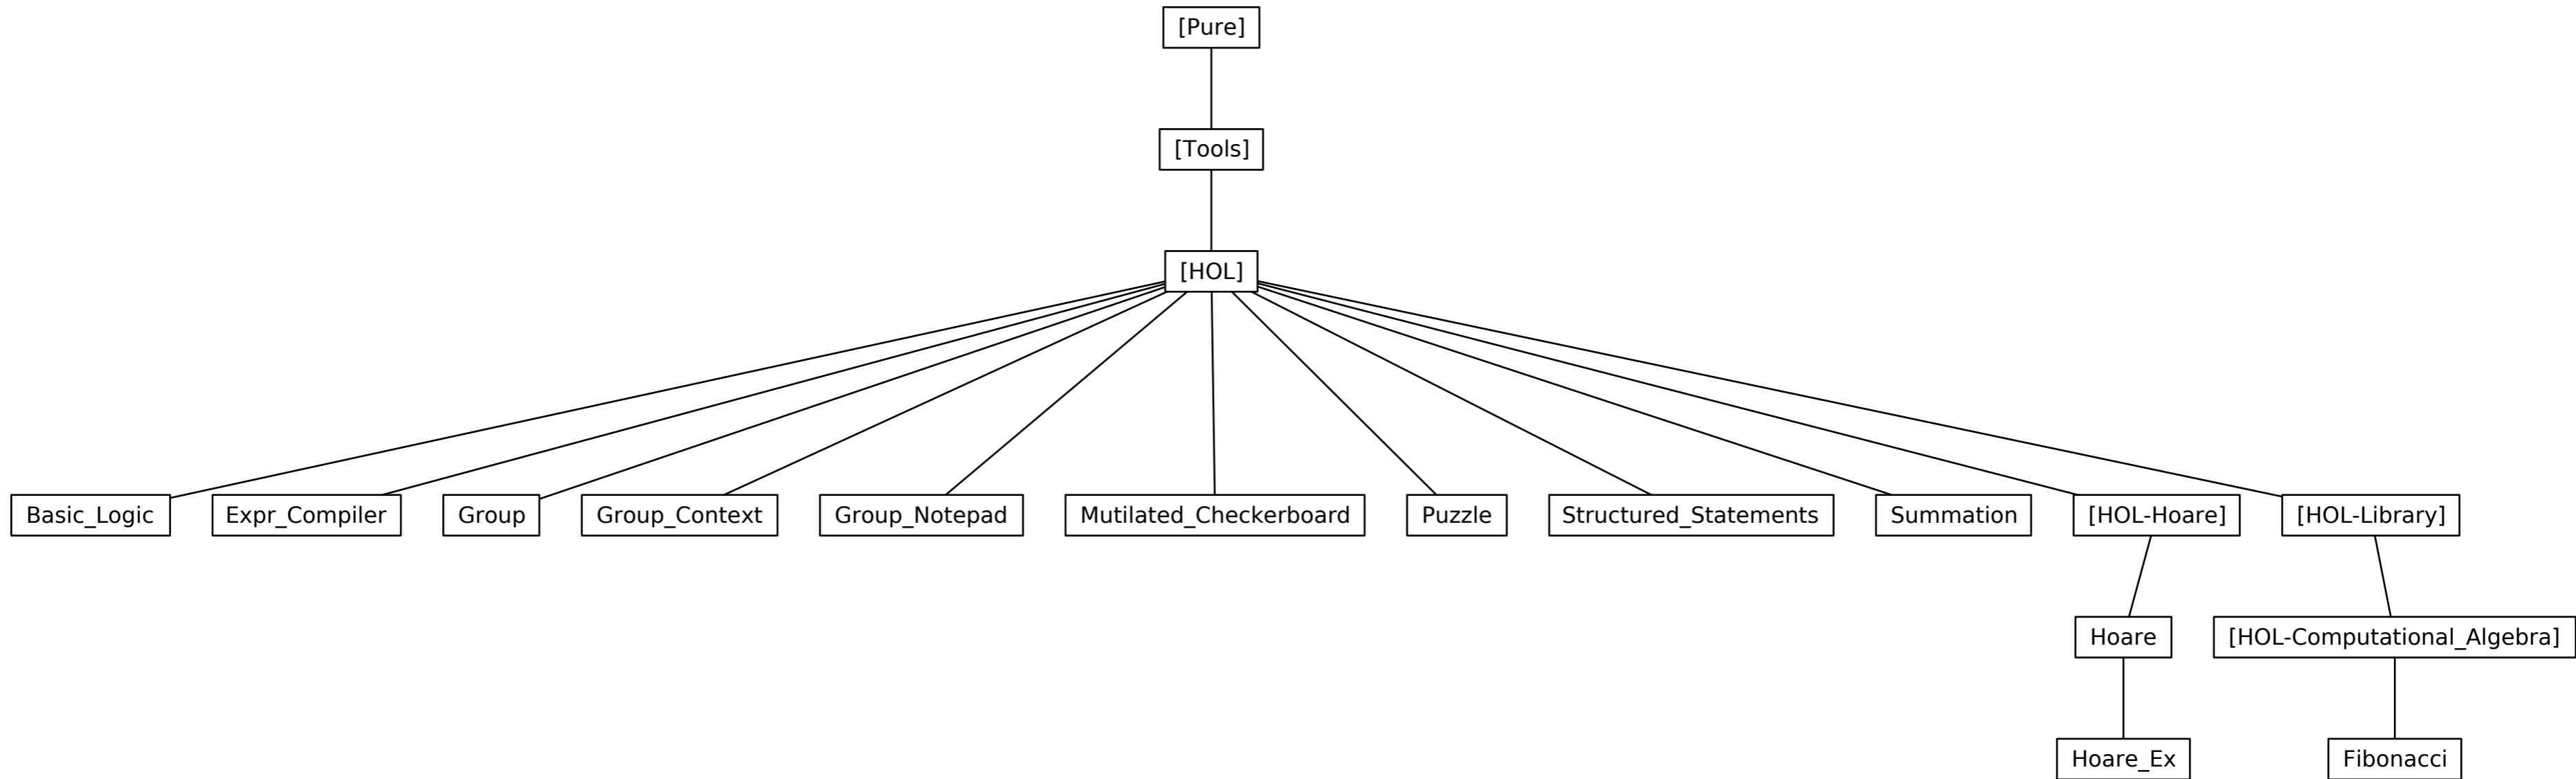 [Pure]
[Tools]
[HOL]
Basic_Logic
Expr_Compiler
Group
Group_Context
Group_Notepad
Mutilated_Checkerboard
Puzzle
Structured_Statements
Summation
[HOL-Hoare]
[HOL-Library]
Hoare
[HOL-Computational_Algebra]
Hoare_Ex
Fibonacci